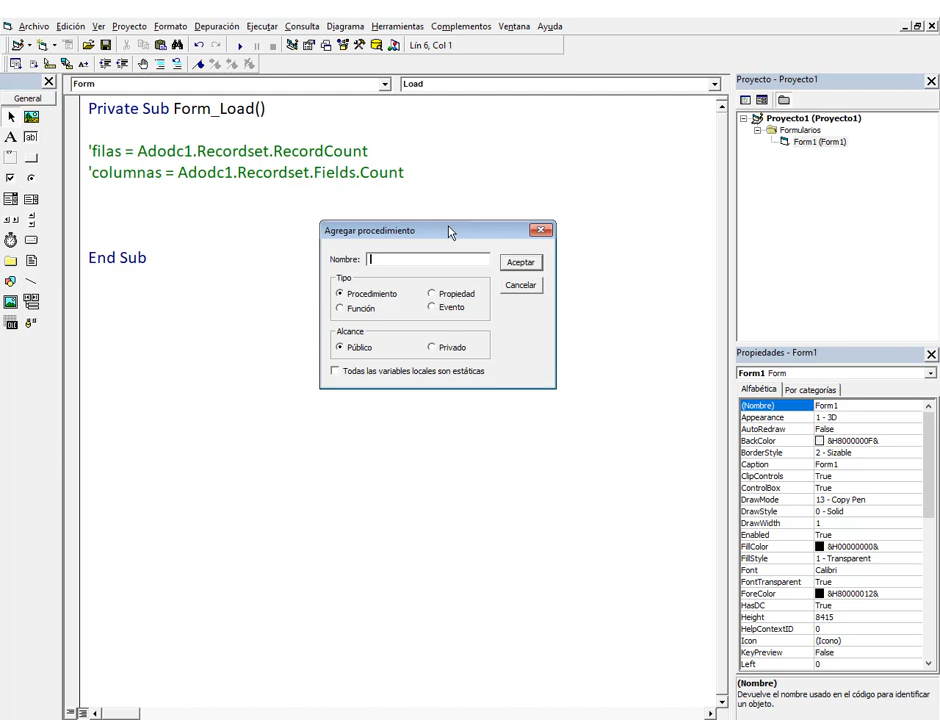 Archivo Edición Ver Proyecto Formato Depuración Ejecutar Consulta Diagrama Herramientas Complementos Ventana Ayuda
Lín 6, Col 1
General
A
ab
Form
Load
Private Sub Form_Load()
'filas = Adodc1.Recordset.RecordCount
'columnas = Adodc1.Recordset.Fields.Count
End Sub
Agregar procedimiento
Nombre:
Aceptar
Cancelar
Tipo
Procedimiento
Propiedad
Función
Evento
Alcance
Público
Privado
Todas las variables locales son estáticas
Proyecto - Proyecto1
Proyecto1 (Proyecto1)
Formularios
Form1 (Form1)
Propiedades - Form1
Form1 Form
Alfabética Por categorías
(Nombre) Form1
Appearance 1 - 3D
AutoRedraw False
BackColor &H8000000F&
BorderStyle 2 - Sizable
Caption Form1
ClipControls True
ControlBox True
DrawMode 13 - Copy Pen
DrawStyle 0 - Solid
DrawWidth 1
Enabled True
FillColor &H00000000&
FillStyle 1 - Transparent
Font Calibri
FontTransparent True
ForeColor &H80000012&
HasDC True
Height 8415
HelpContextID 0
Icon (Icono)
KeyPreview False
Left 0
(Nombre)
Devuelve el nombre usado en el código para identificar
un objeto.